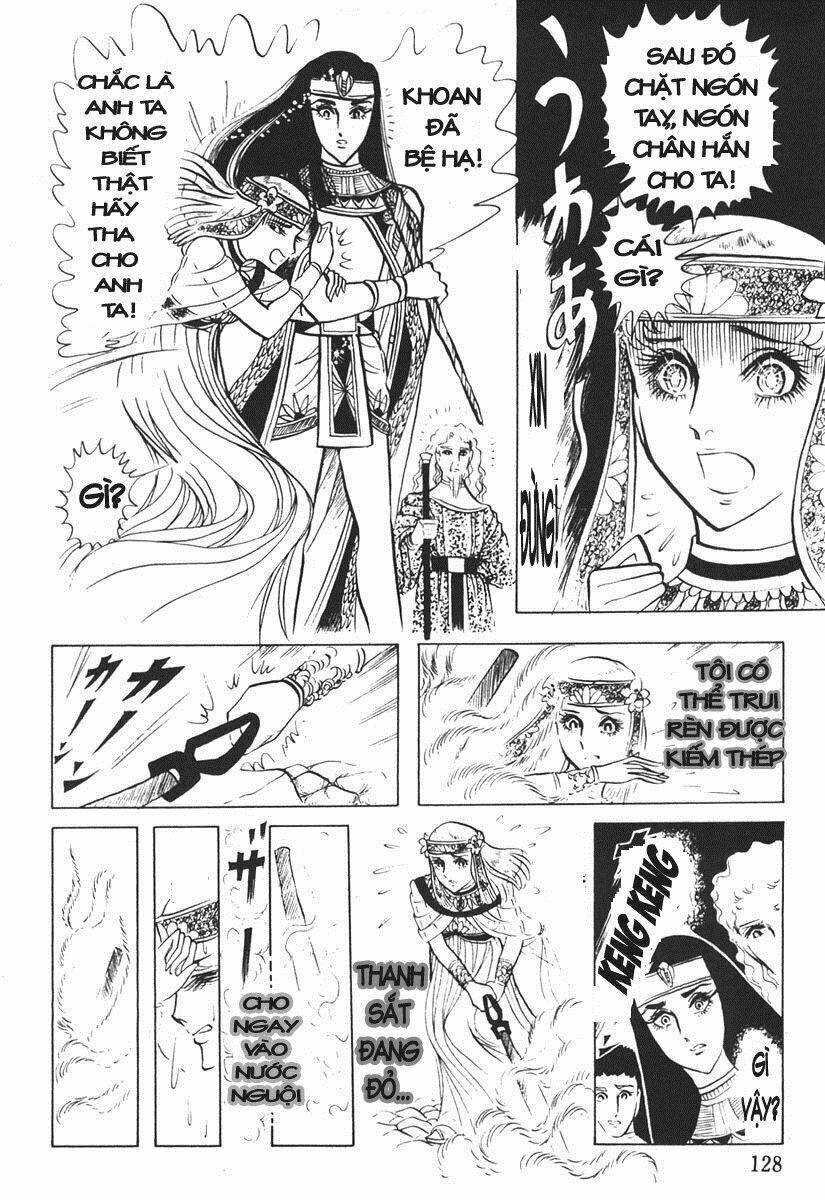 SAU ĐÓ
CHẶT NGÓN
TAY, NGÓN
CHÂN HẮN
CHO TA!
CÁI
GÌ?
うわあ
XIN
ĐỪNG!
KHOAN
ĐÃ
BỆ HẠ!
CHẮC LÀ
ANH TA
KHÔNG
BIẾT
THẬT
HÃY
THA
CHO
ANH
TA!
GÌ?
TÔI CÓ
THỂ TRUI
RÈN ĐƯỢC
KIẾM THÉP
カッ
カッ
KENG KENG
GÌ
VẬY?
THANH
SẮT
ĐANG
ĐỎ...
CHO
NGAY
VÀO
NƯỚC
NGUỘI
128